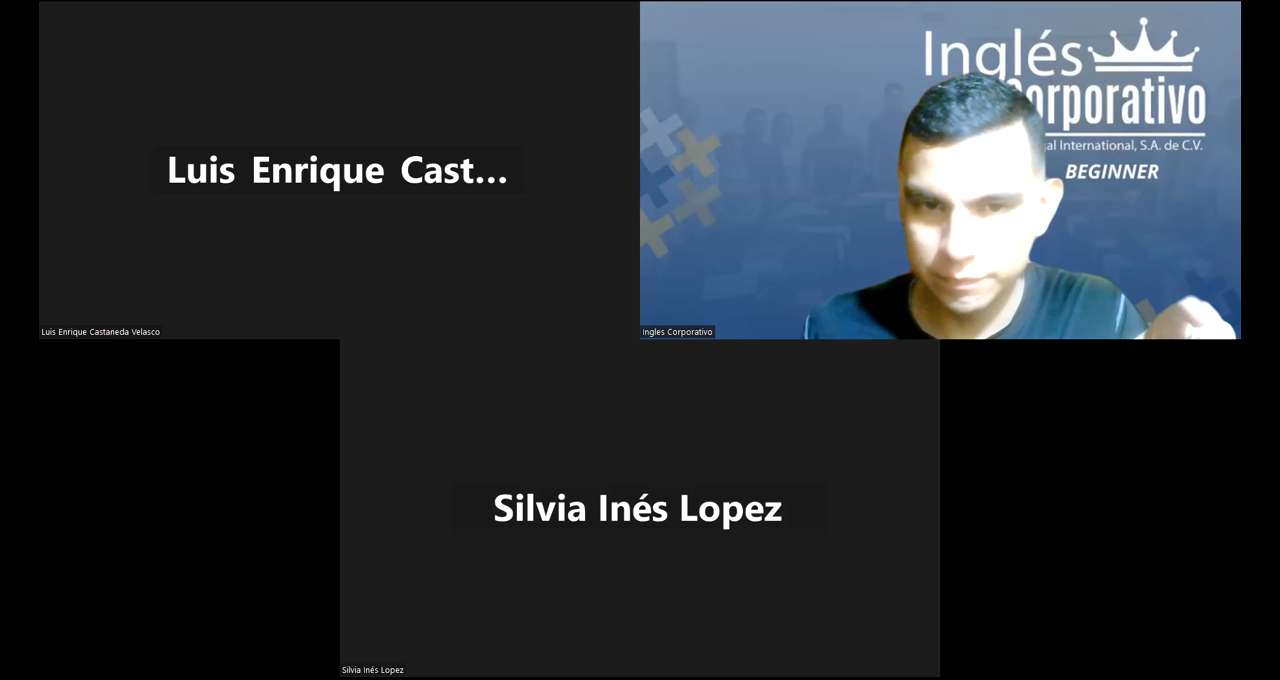 Luis Enrique Cast...
Luis Enrique Castaneda Velasco
Inglés
Corporativo
al International, S.A. de C.V.
BEGINNER
Ingles Corporativo
Silvia Inés Lopez
Silvia Inés Lopez